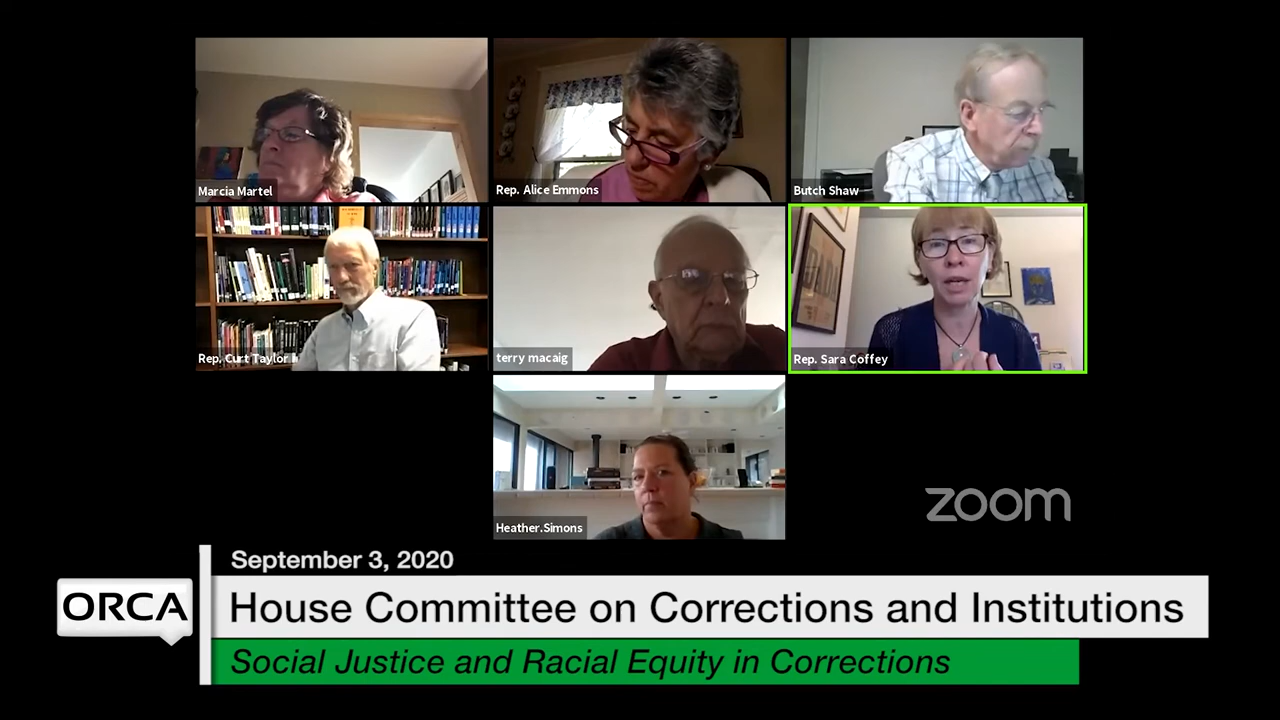 Marcia Martel
Rep. Alice Emmons
Butch Shaw
Rep. Curt Taylor
terry macaig
Rep. Sara Coffey
Heather.Simons
zoom
September 3, 2020
ORCA
House Committee on Corrections and Institutions
Social Justice and Racial Equity in Corrections